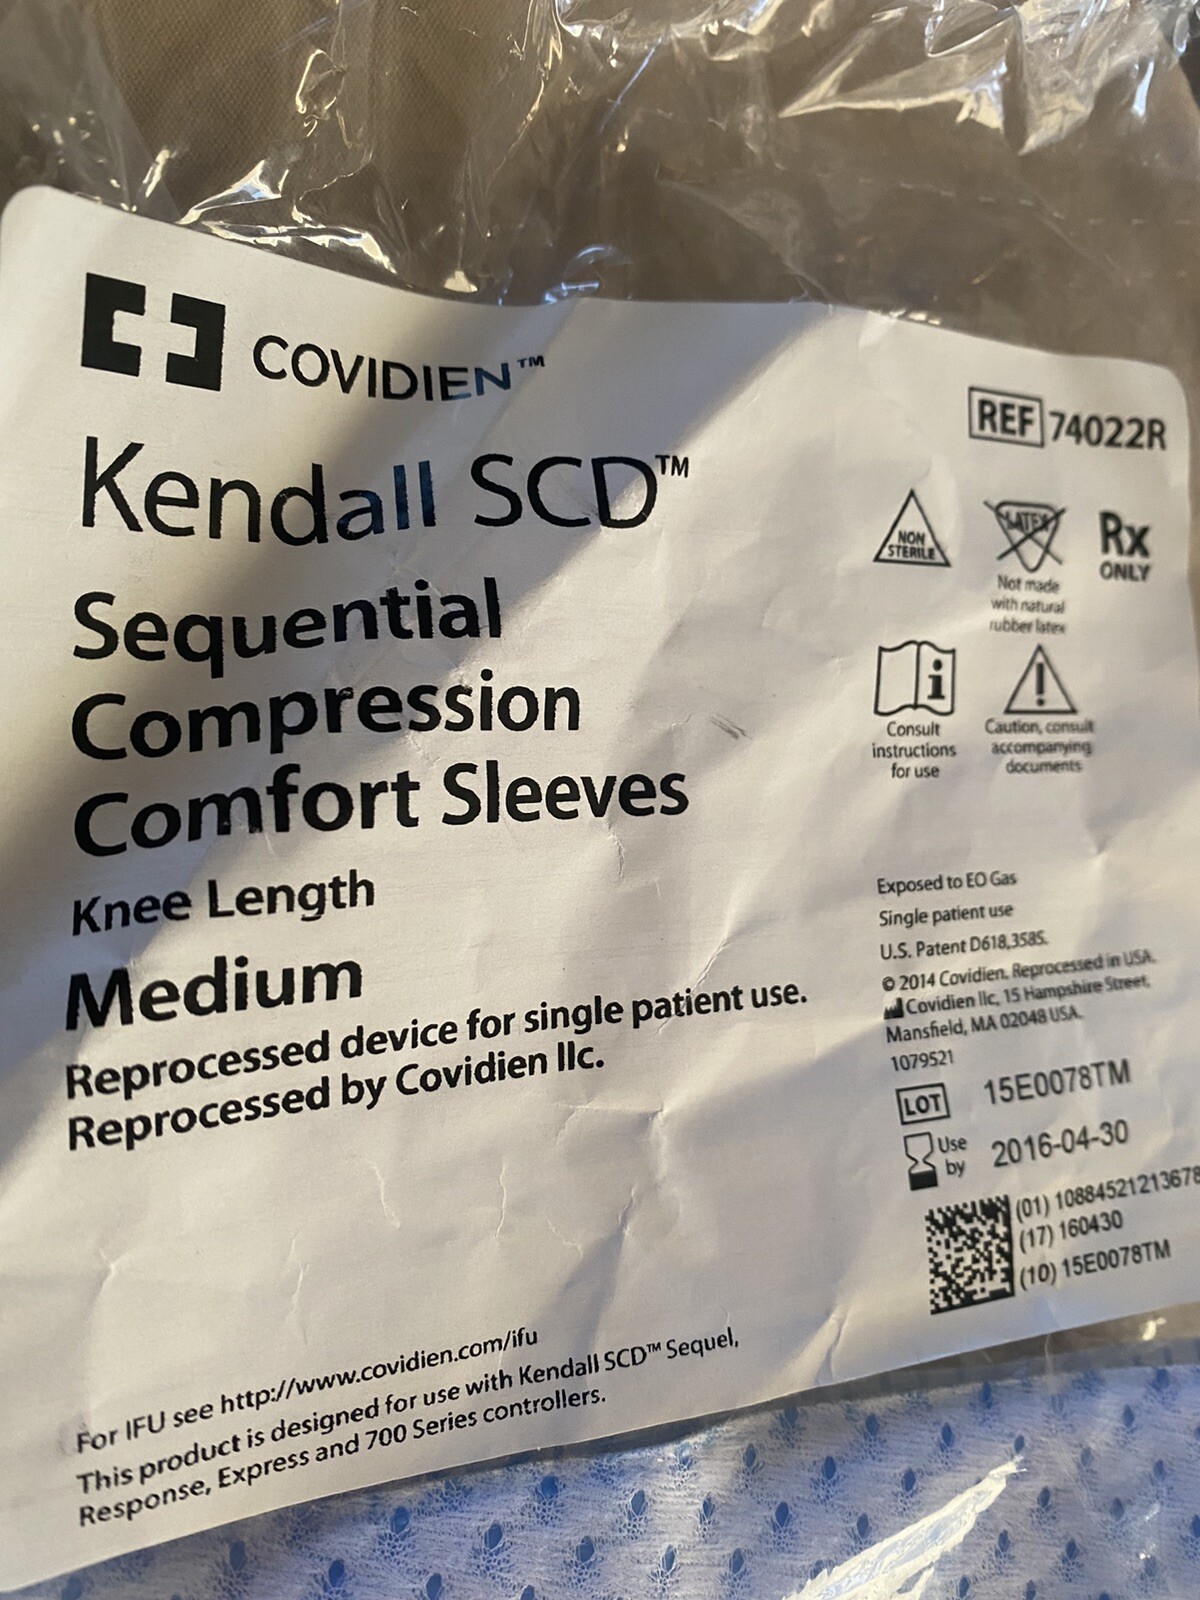 COVIDIEN™
Kendall SCD™
Sequential
Compression
Comfort Sleeves
Knee Length
Medium
Reprocessed device for single patient use.
Reprocessed by Covidien llc.
For IFU see http://www.covidien.com/ifu
This product is designed for use with Kendall SCD™ Sequel,
Response, Express and 700 Series controllers.
REF 74022R
NON
STERILE
LATEX
Not made
with natural
rubber latex
Rx
ONLY
Consult
instructions
for use
Caution, consult
accompanying
documents
Exposed to EO Gas
Single patient use
U.S. Patent D618,358S.
© 2014 Covidien. Reprocessed in USA.
Covidien llc, 15 Hampshire Street,
Mansfield, MA 02048 USA.
1079521
LOT 15E0078TM
Use
by 2016-04-30
(01) 10884521213678
(17) 160430
(10) 15E0078TM